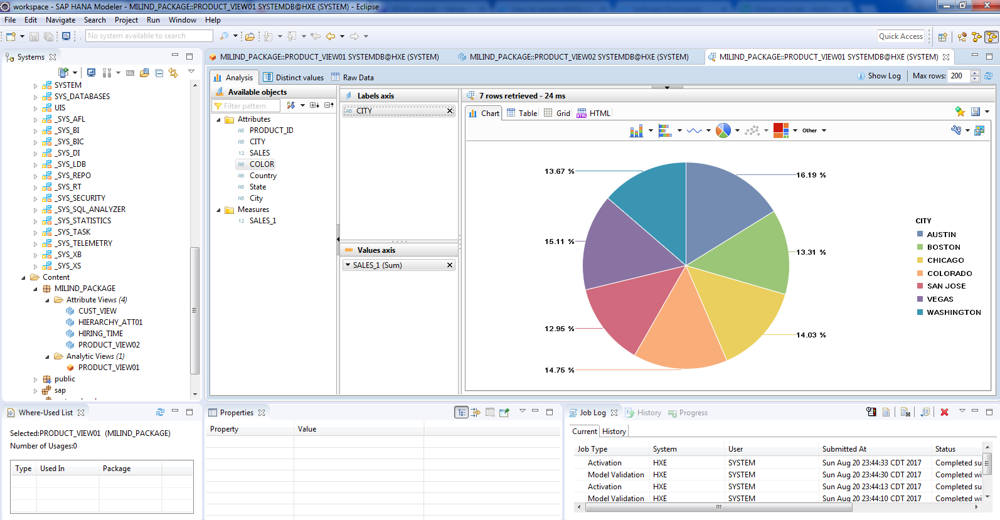 workspace - SAP HANA Modeler - MILIND_PACKAGE::PRODUCT_VIEW01 SYSTEMDB@HXE (SYSTEM) - Eclipse
File Edit Navigate Search Project Run Window Help
No system available to search
Quick Access
Systems
SYSTEM
SYS_DATABASES
UIS
_SYS_AFL
_SYS_BI
_SYS_BIC
_SYS_DI
_SYS_LDB
_SYS_REPO
_SYS_RT
_SYS_SECURITY
_SYS_SQL_ANALYZER
_SYS_STATISTICS
_SYS_TASK
_SYS_TELEMETRY
_SYS_XB
_SYS_XS
Content
MILIND_PACKAGE
Attribute Views (4)
CUST_VIEW
HIERARCHY_ATT01
HIRING_TIME
PRODUCT_VIEW02
Analytic Views (1)
PRODUCT_VIEW01
public
sap
MILIND_PACKAGE::PRODUCT_VIEW01 SYSTEMDB@HXE (SYSTEM)
MILIND_PACKAGE::PRODUCT_VIEW02 SYSTEMDB@HXE (SYSTEM)
MILIND_PACKAGE::PRODUCT_VIEW01 SYSTEMDB@HXE (SYSTEM)
Analysis Distinct values Raw Data
Show Log Max rows: 200
Available objects
Filter pattern
Attributes
AB PRODUCT_ID
AB CITY
12 SALES
AB COLOR
AB Country
AB State
AB City
Measures
12 SALES_1
Labels axis
AB CITY
Values axis
SALES_1 (Sum)
7 rows retrieved - 24 ms
Chart Table Grid HTML
Other
13.67 %
16.19 %
15.11 %
13.31 %
12.95 %
14.03 %
14.75 %
CITY
AUSTIN
BOSTON
CHICAGO
COLORADO
SAN JOSE
VEGAS
WASHINGTON
Where-Used List
Selected:PRODUCT_VIEW01 (MILIND_PACKAGE)
Number of Usages:0
Type Used In Package
Properties
Property Value
Job Log History Progress
Current History
Job Type System User Submitted At Status
Activation HXE SYSTEM Sun Aug 20 23:44:33 CDT 2017 Completed su
Model Validation HXE SYSTEM Sun Aug 20 23:44:30 CDT 2017 Completed wi
Activation HXE SYSTEM Sun Aug 20 23:44:13 CDT 2017 Completed su
Model Validation HXE SYSTEM Sun Aug 20 23:44:10 CDT 2017 Completed wi